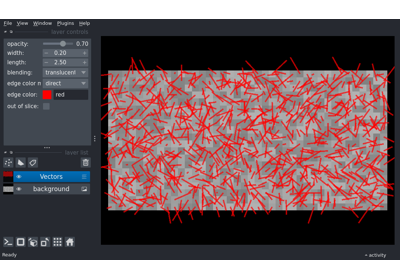 File View Window Plugins Help
layer controls
opacity: 0.70
width: 0.20
length: 2.50
blending: translucent
edge color m direct
edge color: red
out of slice:
layer list
Vectors
background
Ready
activity